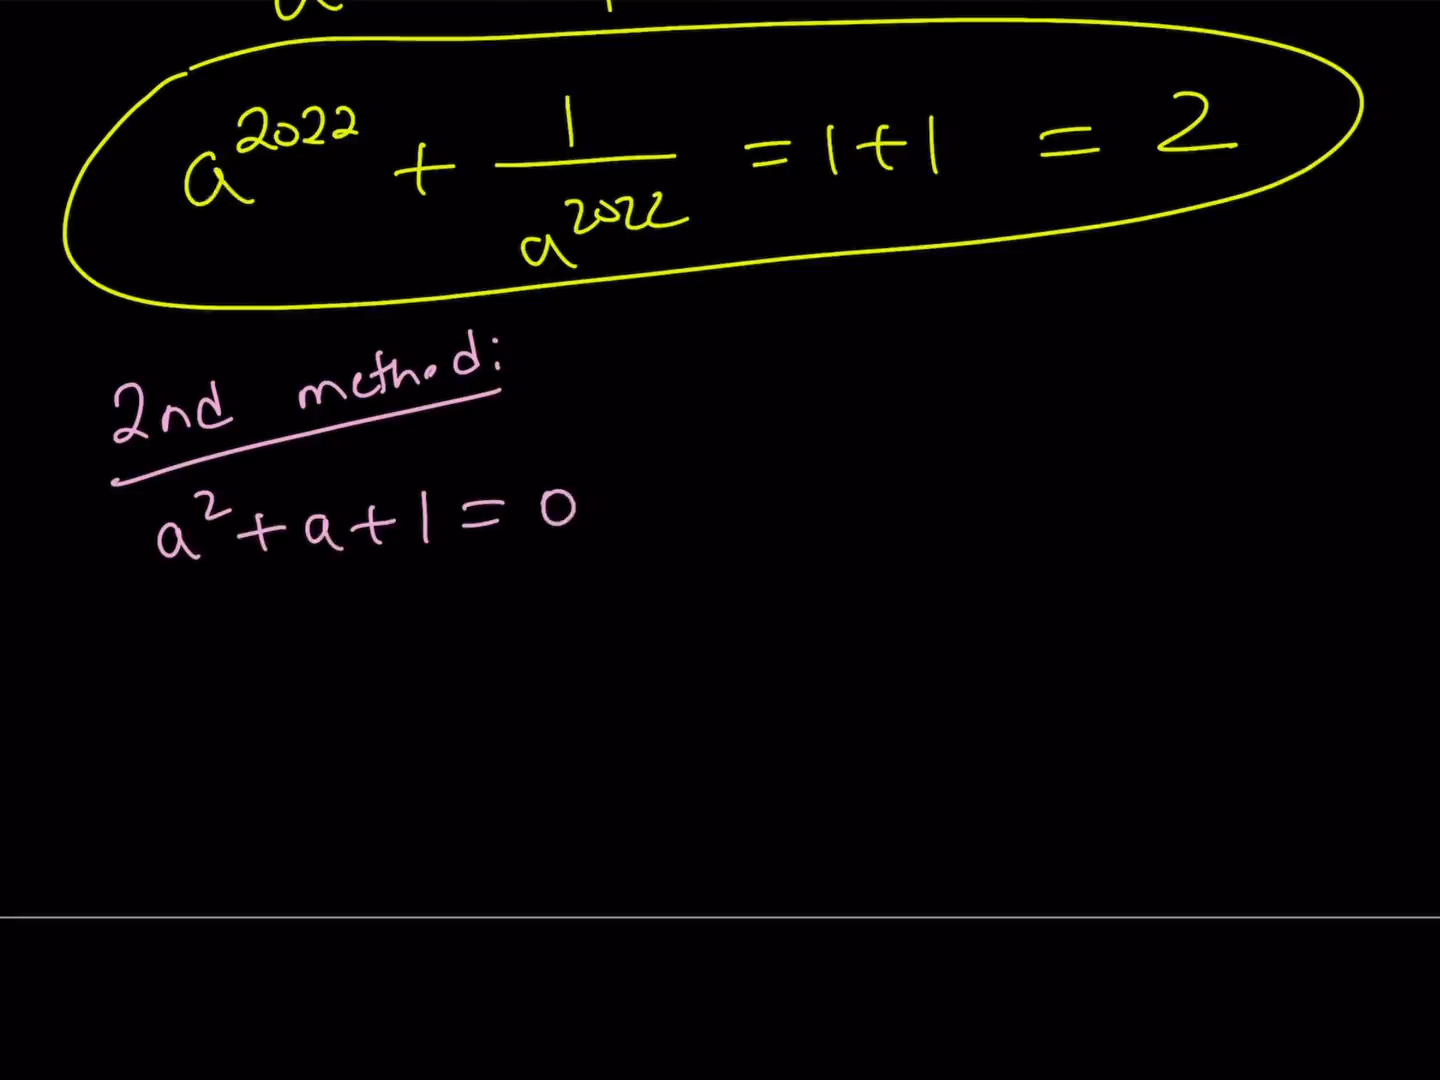 a^2022 + 1/a^2022 = 1+1 = 2
2nd method:
a^2+a+1=0